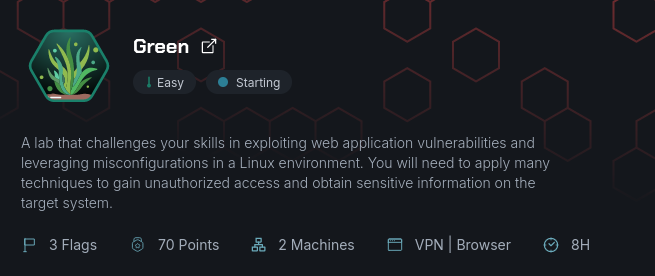 Green
Easy
Starting
A lab that challenges your skills in exploiting web application vulnerabilities and
leveraging misconfigurations in a Linux environment. You will need to apply many
techniques to gain unauthorized access and obtain sensitive information on the
target system.
3 Flags 70 Points 2 Machines VPN | Browser 8H